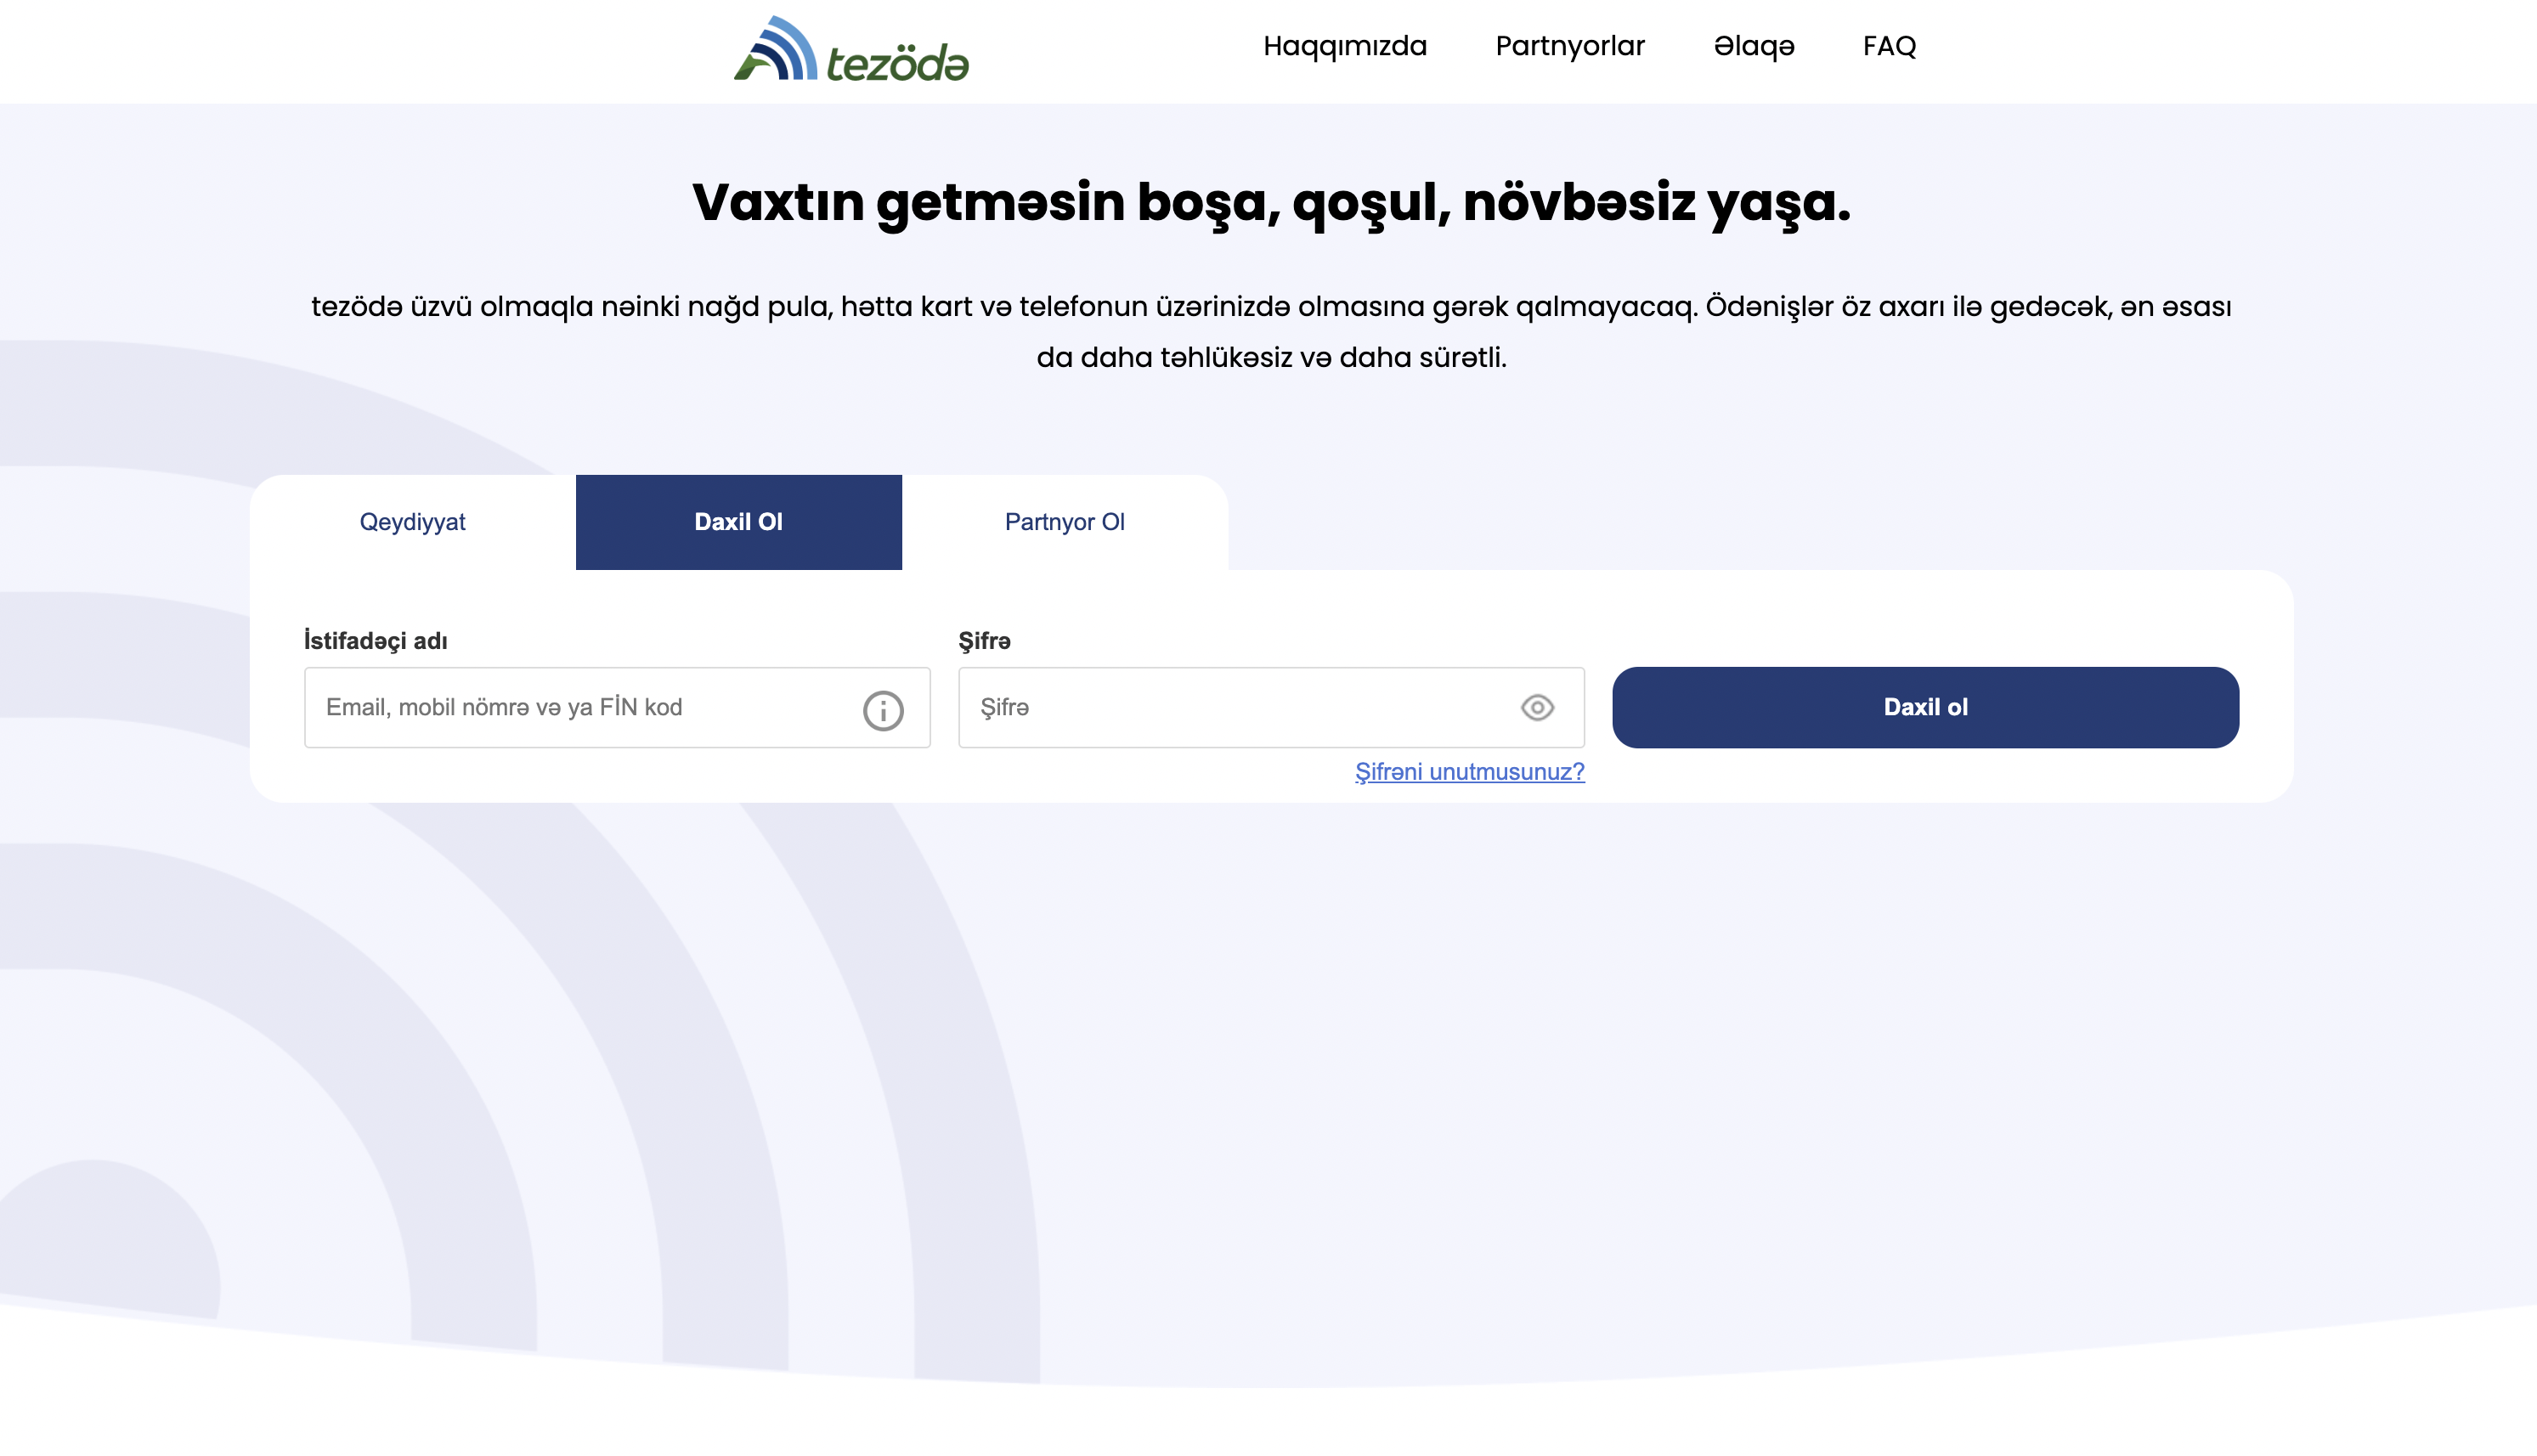 tezödə
Haqqımızda
Partnyorlar
Əlaqə
FAQ
Vaxtın getməsin boşa, qoşul, növbəsiz yaşa.
tezödə üzvü olmaqla nəinki nağd pula, hətta kart və telefonun üzərinizdə olmasına gərək qalmayacaq. Ödənişlər öz axarı ilə gedəcək, ən əsası
da daha təhlükəsiz və daha sürətli.
Qeydiyyat
Daxil Ol
Partnyor Ol
İstifadəçi adı
Şifrə
Email, mobil nömrə və ya FİN kod
Şifrə
Daxil ol
Şifrəni unutmusunuz?